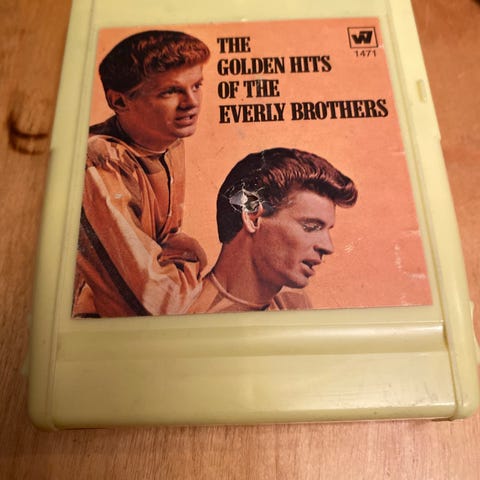 THE
GOLDEN HITS
OF THE
EVERLY BROTHERS
W
1471